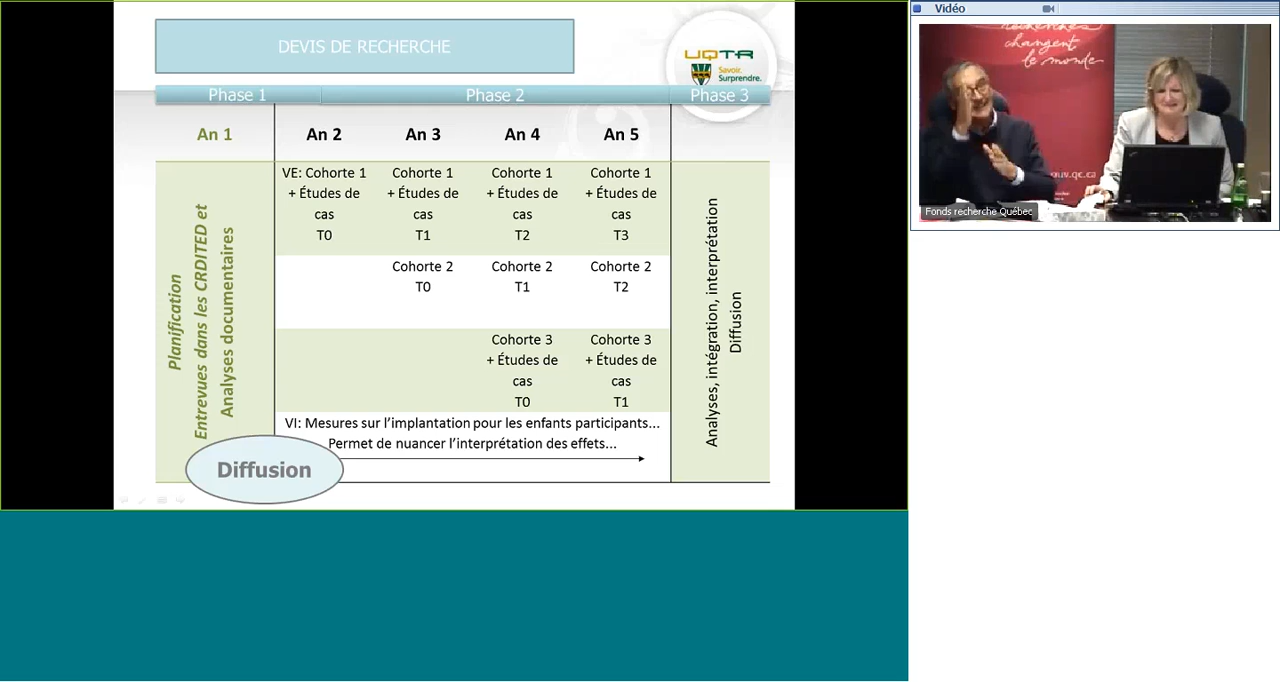 DEVIS DE RECHERCHE
UQTR
Savoir.
Surprendre.
Phase 1
Phase 2
Phase 3
An 1
An 2
An 3
An 4
An 5
Planification
Entrevues dans les CRDITED et
Analyses documentaires
VE: Cohorte 1
+ Études de
cas
T0
Cohorte 1
+ Études de
cas
T1
Cohorte 1
+ Études de
cas
T2
Cohorte 1
+ Études de
cas
T3
Cohorte 2
T0
Cohorte 2
T1
Cohorte 2
T2
Cohorte 3
+ Études de
cas
T0
Cohorte 3
+ Études de
cas
T1
VI: Mesures sur l’implantation pour les enfants participants...
Permet de nuancer l’interprétation des effets...
Analyses, intégration, interprétation
Diffusion
Diffusion
Vidéo
recherches
changent
le monde
Fonds recherche Québec